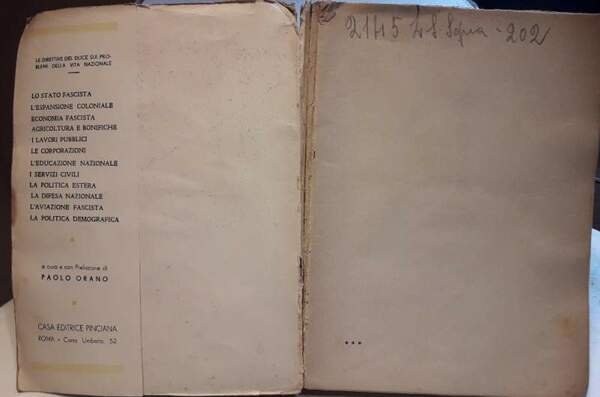 LE DIRETTIVE DEL DUCE SUI PRO-
BLEMI DELLA VITA NAZIONALE
LO STATO FASCISTA
L'ESPANSIONE COLONIALE
ECONOMIA FASCISTA
AGRICOLTURA E BONIFICHE
I LAVORI PUBBLICI
LE CORPORAZIONI
L'EDUCAZIONE NAZIONALE
I SERVIZI CIVILI
LA POLITICA ESTERA
LA DIFESA NAZIONALE
L'AVIAZIONE FASCISTA
LA POLITICA DEMOGRAFICA
a cura e con Prefazione di
PAOLO ORANO
CASA EDITRICE PINCIANA
ROMA - Corso Umberto, 52
21415 - 202
***